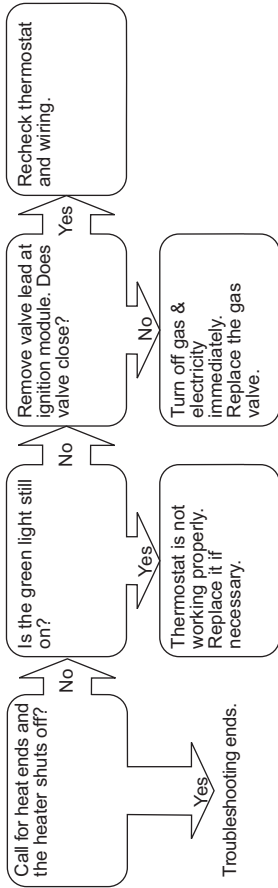 Call for heat ends and
the heater shuts off?
No
Yes
Troubleshooting ends.
Is the green light still
on?
No
Yes
Thermostat is not
working properly.
Replace it if
necessary.
Remove valve lead at
ignition module. Does
valve close?
Yes
No
Turn off gas &
electricity
immediately.
Replace the gas
valve.
Recheck thermostat
and wiring.